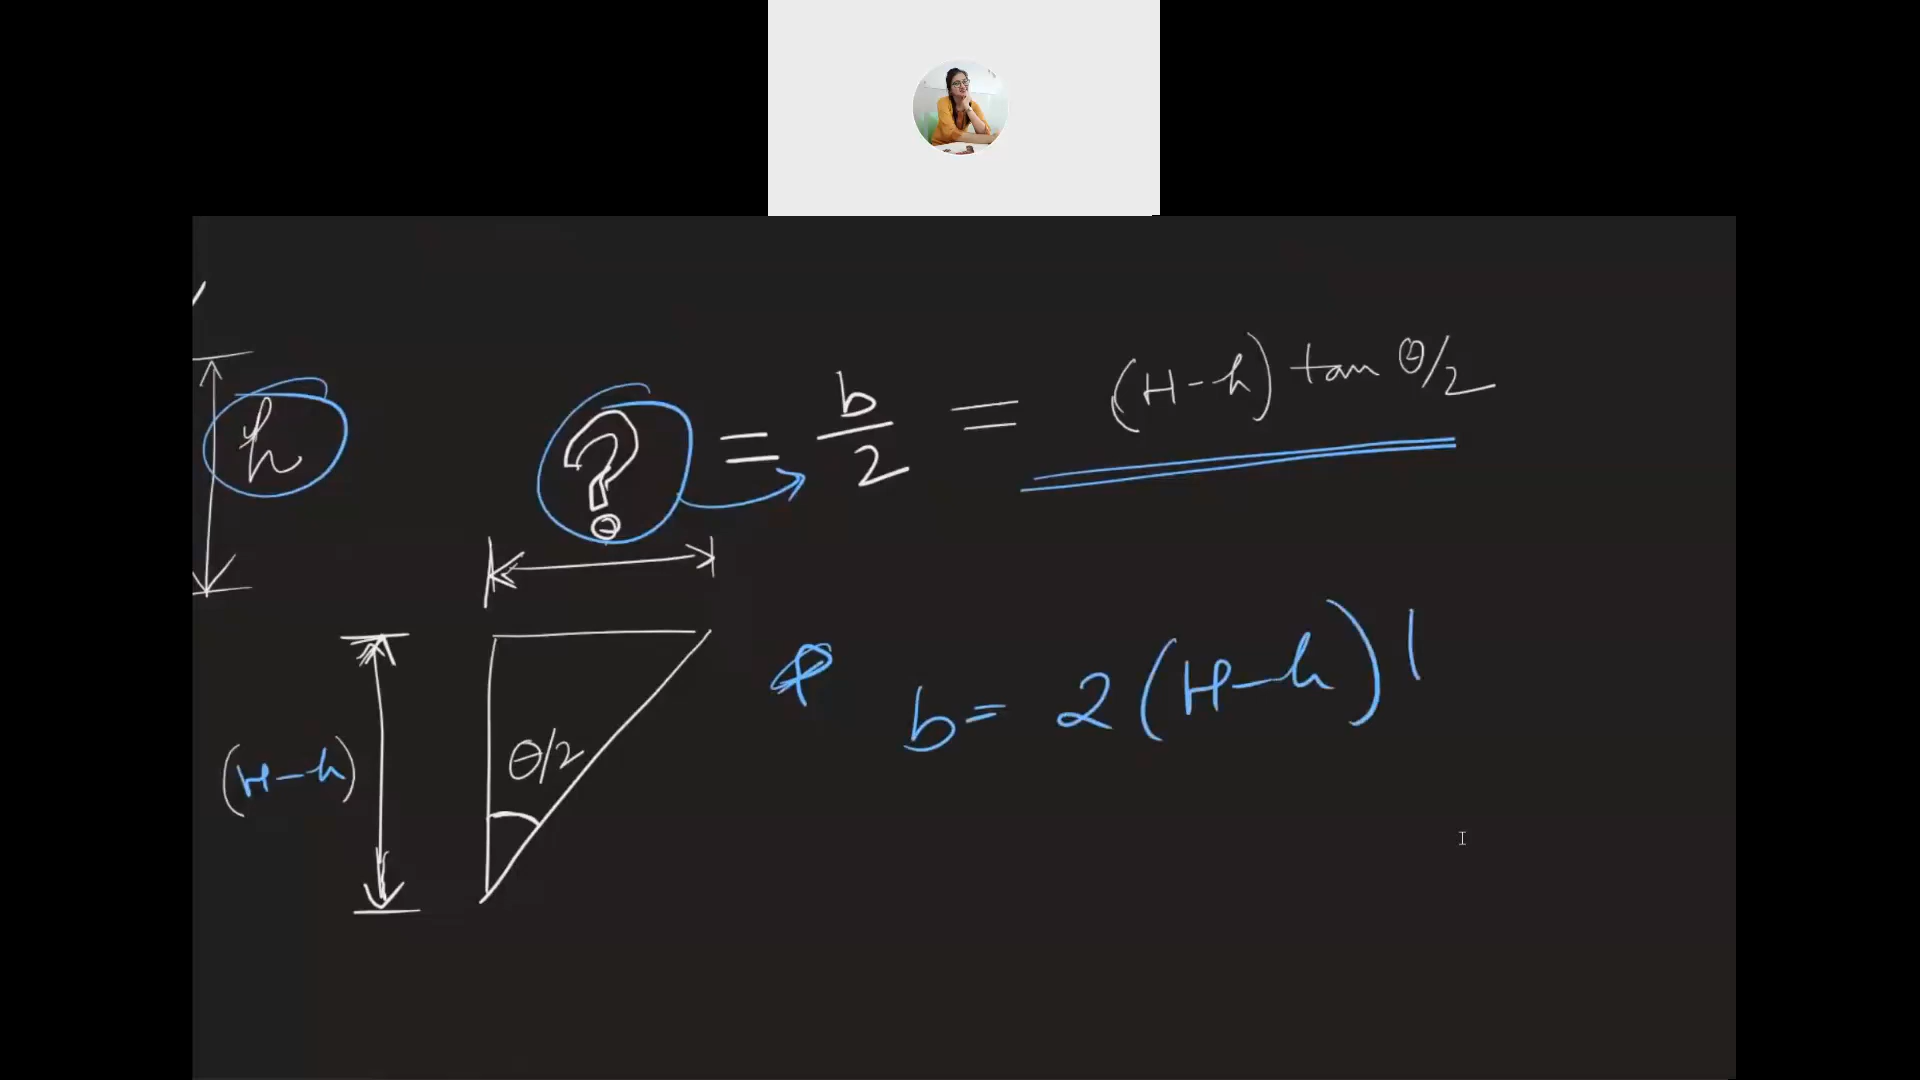 h
? = b/2 = (H-h) tan θ/2
b = 2(H-h)
θ/2
(H-h)